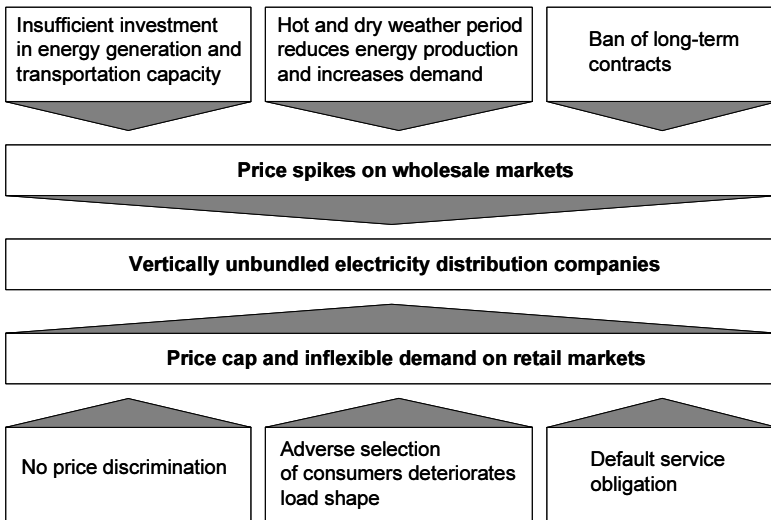 Insufficient investment
in energy generation and
transportation capacity
Hot and dry weather period
reduces energy production
and increases demand
Ban of long-term
contracts
Price spikes on wholesale markets
Vertically unbundled electricity distribution companies
Price cap and inflexible demand on retail markets
No price discrimination
Adverse selection
of consumers deteriorates
load shape
Default service
obligation